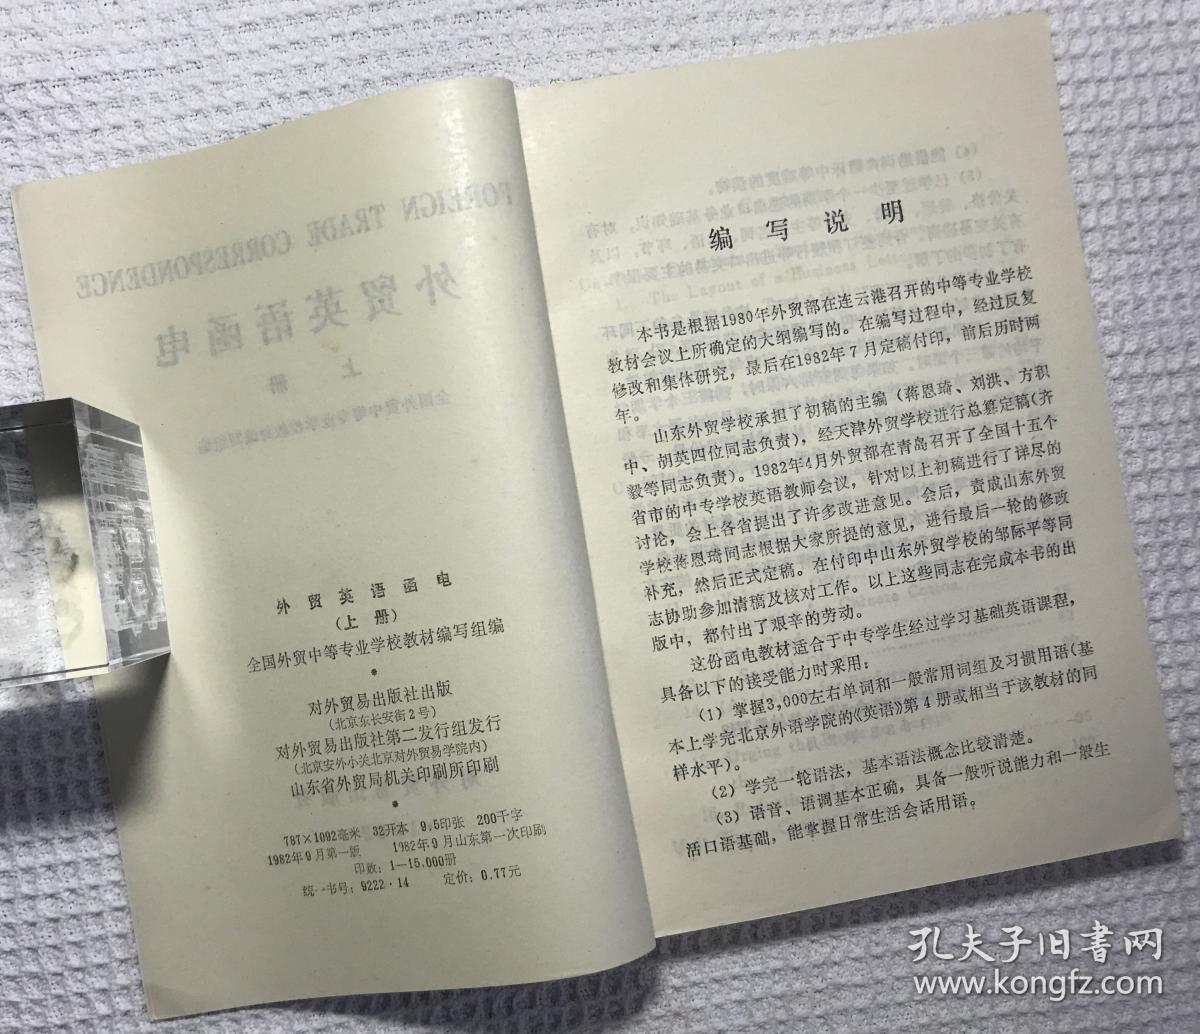 外贸英语函电
(上册)
全国外贸中等专业学校教材编写组编
对外贸易出版社出版
(北京东长安街2号)
对外贸易出版社第二发行组发行
(北京安外小关北京对外贸易学院内)
山东省外贸局机关印刷所印刷
787×1092毫米 32开本 9.5印张 200千字
1982年9月第一版 1982年9月山东第一次印刷
印数：1—15,000册
统一书号：9222·14 定价：0.77元
编写说明
本书是根据1980年外贸部在连云港召开的中等专业学校
教材会议上所确定的大纲编写的。在编写过程中，经过反复
修改和集体研究，最后在1982年7月定稿付印，前后历时两
年。
山东外贸学校承担了初稿的主编（蒋恩琦、刘洪、方积
中、胡英四位同志负责），经天津外贸学校进行总纂定稿（齐
毅等同志负责）。1982年4月外贸部在青岛召开了全国十五个
省市的中专学校英语教师会议，针对以上初稿进行了详尽的
讨论，会上各省提出了许多改进意见。会后，责成山东外贸
学校蒋恩琦同志根据大家所提的意见，进行最后一轮的修改
补充，然后正式定稿。在付印中山东外贸学校的邹际平等同
志协助参加清稿及核对工作。以上这些同志在完成本书的出
版中，都付出了艰辛的劳动。
这份函电教材适合于中专学生经过学习基础英语课程，
具备以下的接受能力时采用：
（1）掌握3,000左右单词和一般常用词组及习惯用语（基
本上学完北京外语学院的《英语》第4册或相当于该教材的同
样水平）。
（2）学完一轮语法，基本语法概念比较清楚。
（3）语音、语调基本正确，具备一般听说能力和一般生
活口语基础，能掌握日常生活会话用语。
孔夫子旧书网
www.kongfz.com